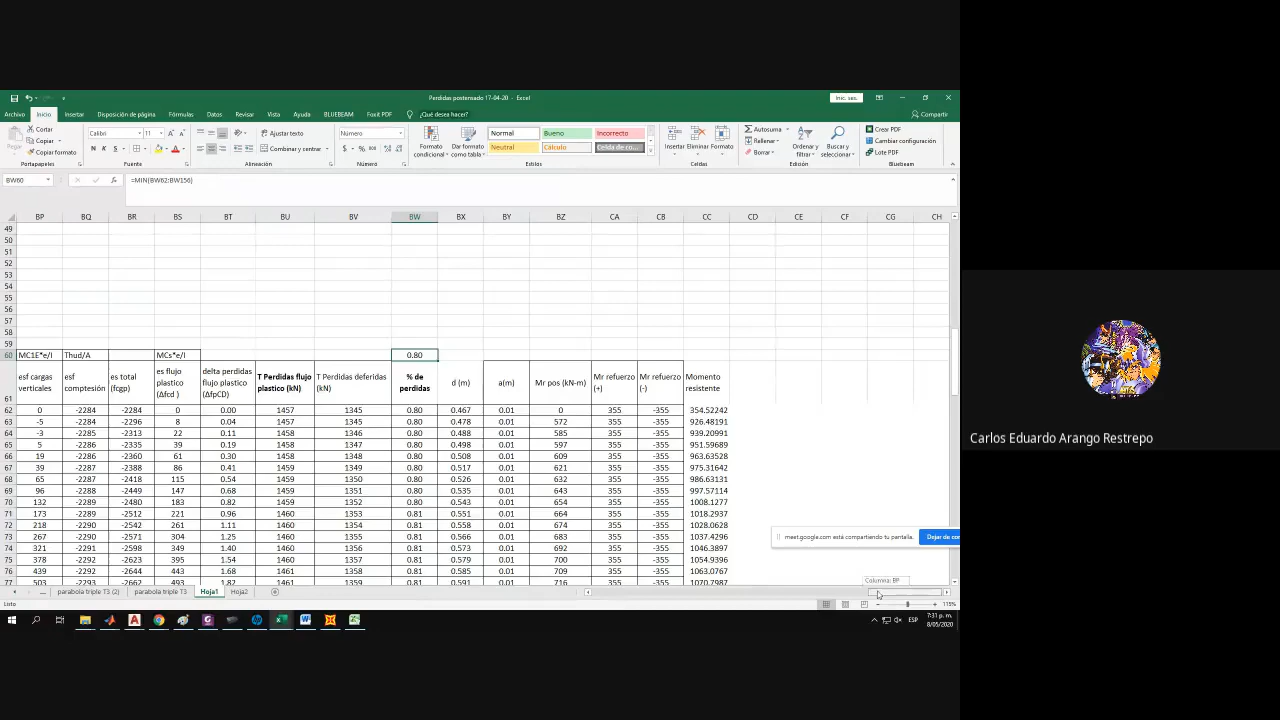 Perdidas postensado 17-04-20 - Excel
Inic. ses.
Archivo Inicio Insertar Disposición de página Fórmulas Datos Revisar Vista Ayuda BLUEBEAM Foxit PDF ¿Qué desea hacer? Compartir
Pegar Cortar Copiar Copiar formato
Calibri 11 Ajustar texto Combinar y centrar Número
N K S $ % 000
Formato condicional Dar formato como tabla Normal Bueno Incorrecto Neutral Cálculo Celda de co...
Insertar Eliminar Formato Autosuma Rellenar Borrar Ordenar y filtrar Buscar y seleccionar
Crear PDF Cambiar configuración Lote PDF
Portapapeles Fuente Alineación Número Estilos Celdas Edición Bluebeam
BW60 fx =MIN(BW62:BW156)
BP BQ BR BS BT BU BV BW BX BY BZ CA CB CC CD CE CF CG CH
49
50
51
52
53
54
55
56
57
58
59
60 MC1E*e/I Thud/A MCs*e/I 0.80
61 esf cargas verticales esf comptesión es total (fcgp) es flujo plastico (Δfcd ) delta perdidas flujo plastico (ΔfpCD) T Perdidas flujo plastico (kN) T Perdidas deferidas (kN) % de perdidas d (m) a(m) Mr pos (kN-m) Mr refuerzo (+) Mr refuerzo (-) Momento resistente
62 0 -2284 -2284 0 0.00 1457 1345 0.80 0.467 0.01 0 355 -355 354.52242
63 -5 -2284 -2296 8 0.04 1457 1345 0.80 0.478 0.01 572 355 -355 926.48191
64 -3 -2285 -2313 22 0.11 1458 1346 0.80 0.488 0.01 585 355 -355 939.20991
65 5 -2286 -2335 39 0.19 1458 1347 0.80 0.498 0.01 597 355 -355 951.59689
66 19 -2286 -2360 61 0.30 1458 1348 0.80 0.508 0.01 609 355 -355 963.63528
67 39 -2287 -2388 86 0.41 1459 1349 0.80 0.517 0.01 621 355 -355 975.31642
68 65 -2287 -2418 115 0.54 1459 1350 0.80 0.526 0.01 632 355 -355 986.63131
69 96 -2288 -2449 147 0.68 1459 1351 0.80 0.535 0.01 643 355 -355 997.57114
70 132 -2289 -2480 183 0.82 1459 1352 0.80 0.543 0.01 654 355 -355 1008.1277
71 173 -2289 -2512 221 0.96 1460 1353 0.81 0.551 0.01 664 355 -355 1018.2937
72 218 -2290 -2542 261 1.11 1460 1354 0.81 0.558 0.01 674 355 -355 1028.0628
73 267 -2290 -2571 304 1.25 1460 1355 0.81 0.566 0.01 683 355 -355 1037.4296
74 321 -2291 -2598 349 1.40 1460 1356 0.81 0.573 0.01 692 355 -355 1046.3897
75 378 -2292 -2623 395 1.54 1460 1357 0.81 0.579 0.01 700 355 -355 1054.9396
76 439 -2292 -2644 443 1.68 1461 1358 0.81 0.585 0.01 709 355 -355 1063.0767
77 503 -2293 -2662 493 1.82 1461 1359 0.81 0.591 0.01 716 355 -355 1070.7987
meet.google.com está compartiendo tu pantalla. Dejar de com
Columna: BP
... parabola triple T3 (2) parabola triple T3 Hoja1 Hoja2
Listo 115%
ESP 7:31 p. m. 8/05/2020
Carlos Eduardo Arango Restrepo